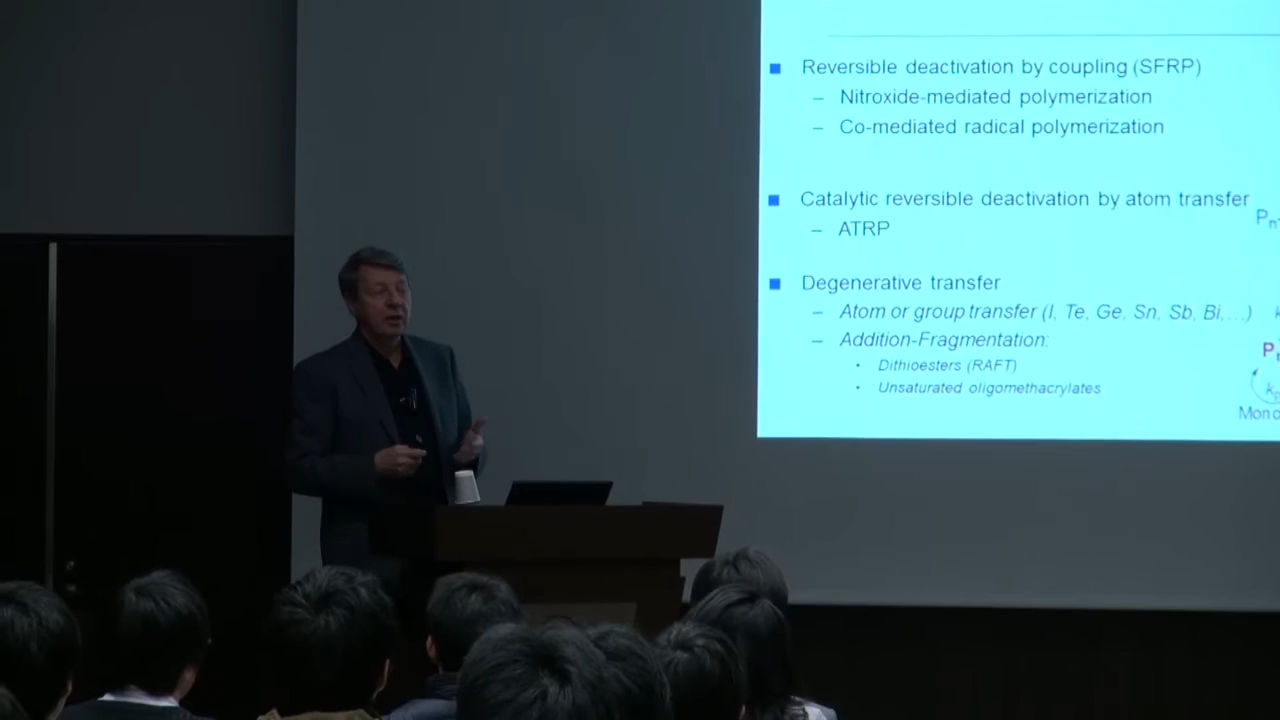 Reversible deactivation by coupling (SFRP)
– Nitroxide-mediated polymerization
– Co-mediated radical polymerization
Catalytic reversible deactivation by atom transfer
– ATRP
Pn
Degenerative transfer
– Atom or group transfer (I, Te, Ge, Sn, Sb, Bi,…)
– Addition-Fragmentation:
• Dithioesters (RAFT)
• Unsaturated oligomethacrylates